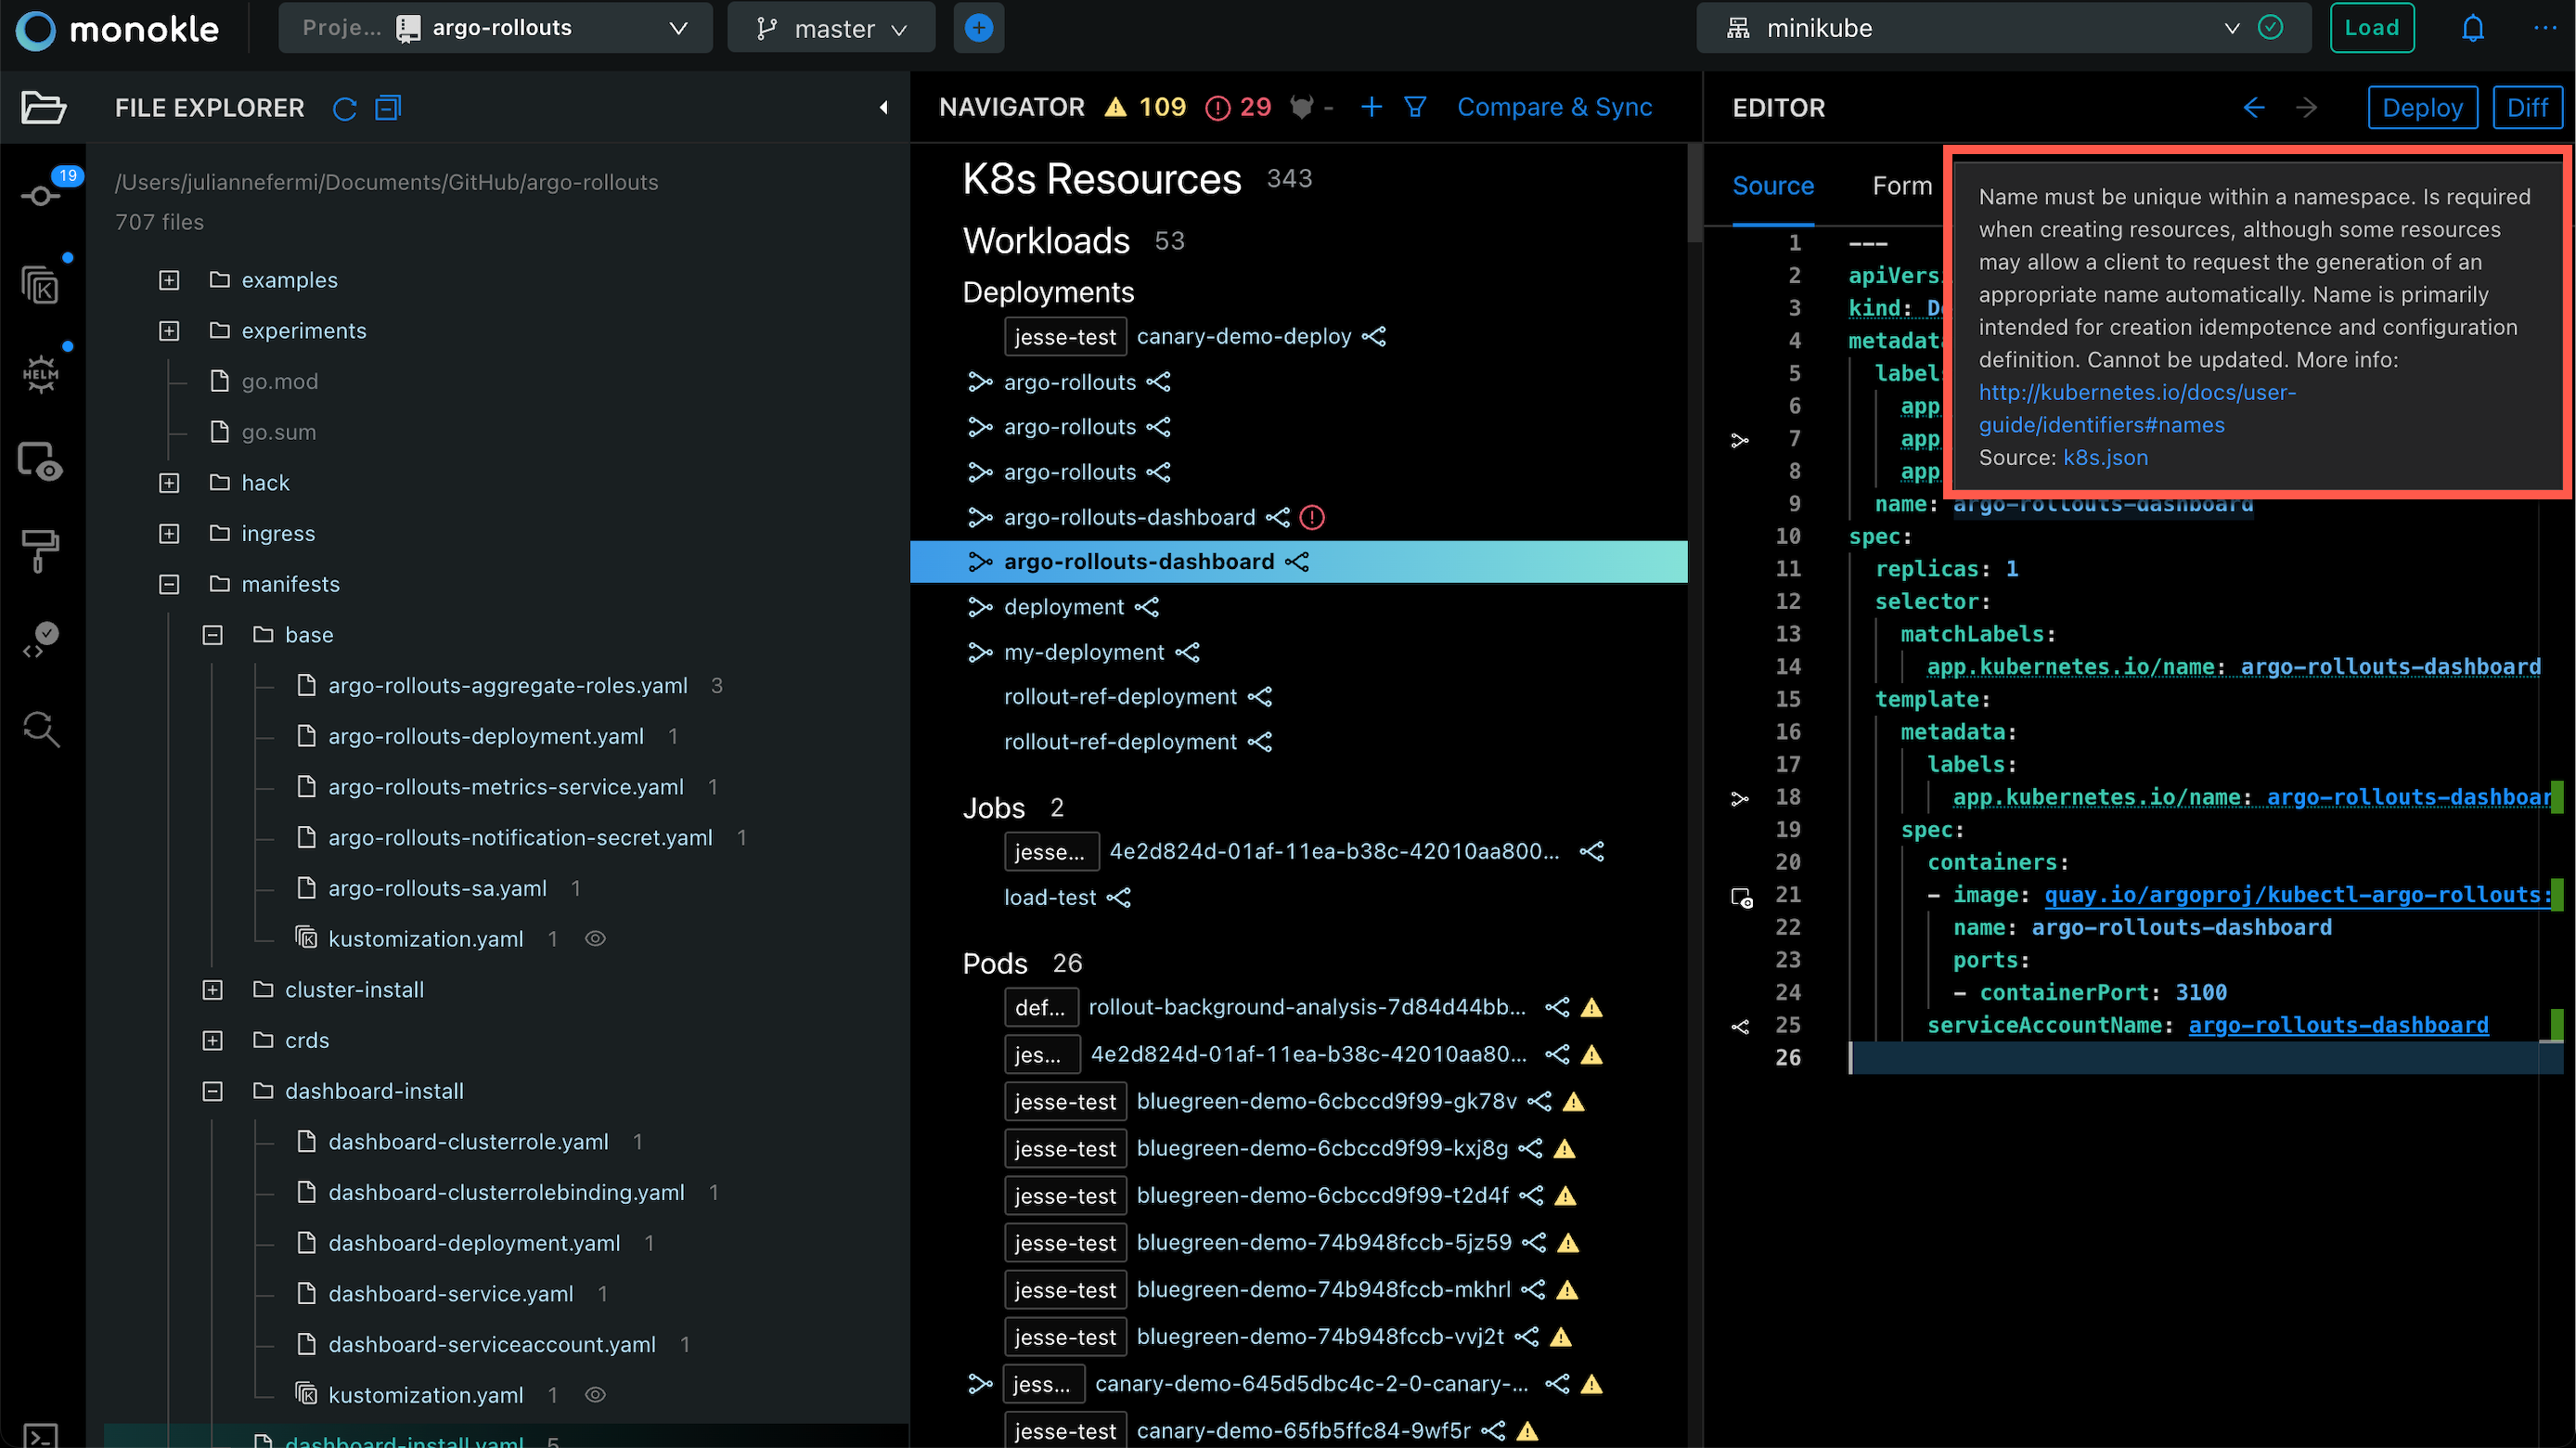 monokle
Proje... argo-rollouts
master
minikube
Load
FILE EXPLORER
/Users/juliannefermi/Documents/GitHub/argo-rollouts
707 files
19
HELM
examples
experiments
go.mod
go.sum
hack
ingress
manifests
base
argo-rollouts-aggregate-roles.yaml 3
argo-rollouts-deployment.yaml 1
argo-rollouts-metrics-service.yaml 1
argo-rollouts-notification-secret.yaml 1
argo-rollouts-sa.yaml 1
kustomization.yaml 1
cluster-install
crds
dashboard-install
dashboard-clusterrole.yaml 1
dashboard-clusterrolebinding.yaml 1
dashboard-deployment.yaml 1
dashboard-service.yaml 1
dashboard-serviceaccount.yaml 1
kustomization.yaml 1
dashboard-install.yaml 5
NAVIGATOR 109 29 - + Compare & Sync
K8s Resources 343
Workloads 53
Deployments
jesse-test canary-demo-deploy
argo-rollouts
argo-rollouts
argo-rollouts
argo-rollouts-dashboard
argo-rollouts-dashboard
deployment
my-deployment
rollout-ref-deployment
rollout-ref-deployment
Jobs 2
jesse... 4e2d824d-01af-11ea-b38c-42010aa800...
load-test
Pods 26
def... rollout-background-analysis-7d84d44bb...
jes... 4e2d824d-01af-11ea-b38c-42010aa80...
jesse-test bluegreen-demo-6cbccd9f99-gk78v
jesse-test bluegreen-demo-6cbccd9f99-kxj8g
jesse-test bluegreen-demo-6cbccd9f99-t2d4f
jesse-test bluegreen-demo-74b948fccb-5jz59
jesse-test bluegreen-demo-74b948fccb-mkhrl
jesse-test bluegreen-demo-74b948fccb-vvj2t
jess... canary-demo-645d5dbc4c-2-0-canary-...
jesse-test canary-demo-65fb5ffc84-9wf5r
EDITOR
Deploy Diff
Source Form
Name must be unique within a namespace. Is required
when creating resources, although some resources
may allow a client to request the generation of an
appropriate name automatically. Name is primarily
intended for creation idempotence and configuration
definition. Cannot be updated. More info:
http://kubernetes.io/docs/user-
guide/identifiers#names
Source: k8s.json
1 ---
2 apiVers
3 kind: D
4 metadat
5 label
6 app
7 app
8 app
9 name: argo-rollouts-dashboard
10 spec:
11 replicas: 1
12 selector:
13 matchLabels:
14 app.kubernetes.io/name: argo-rollouts-dashboard
15 template:
16 metadata:
17 labels:
18 app.kubernetes.io/name: argo-rollouts-dashboar
19 spec:
20 containers:
21 - image: quay.io/argoproj/kubectl-argo-rollouts:
22 name: argo-rollouts-dashboard
23 ports:
24 - containerPort: 3100
25 serviceAccountName: argo-rollouts-dashboard
26